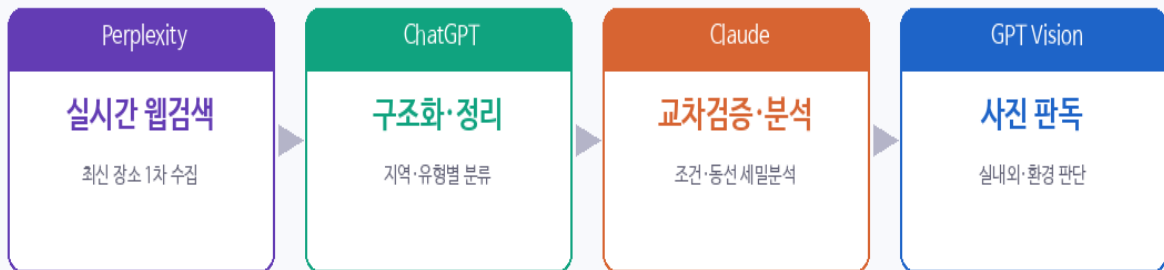 Perplexity
실시간 웹검색
최신 장소 1차 수집
ChatGPT
구조화·정리
지역·유형별 분류
Claude
교차검증·분석
조건·동선 세밀분석
GPT Vision
사진 판독
실내외·환경 판단